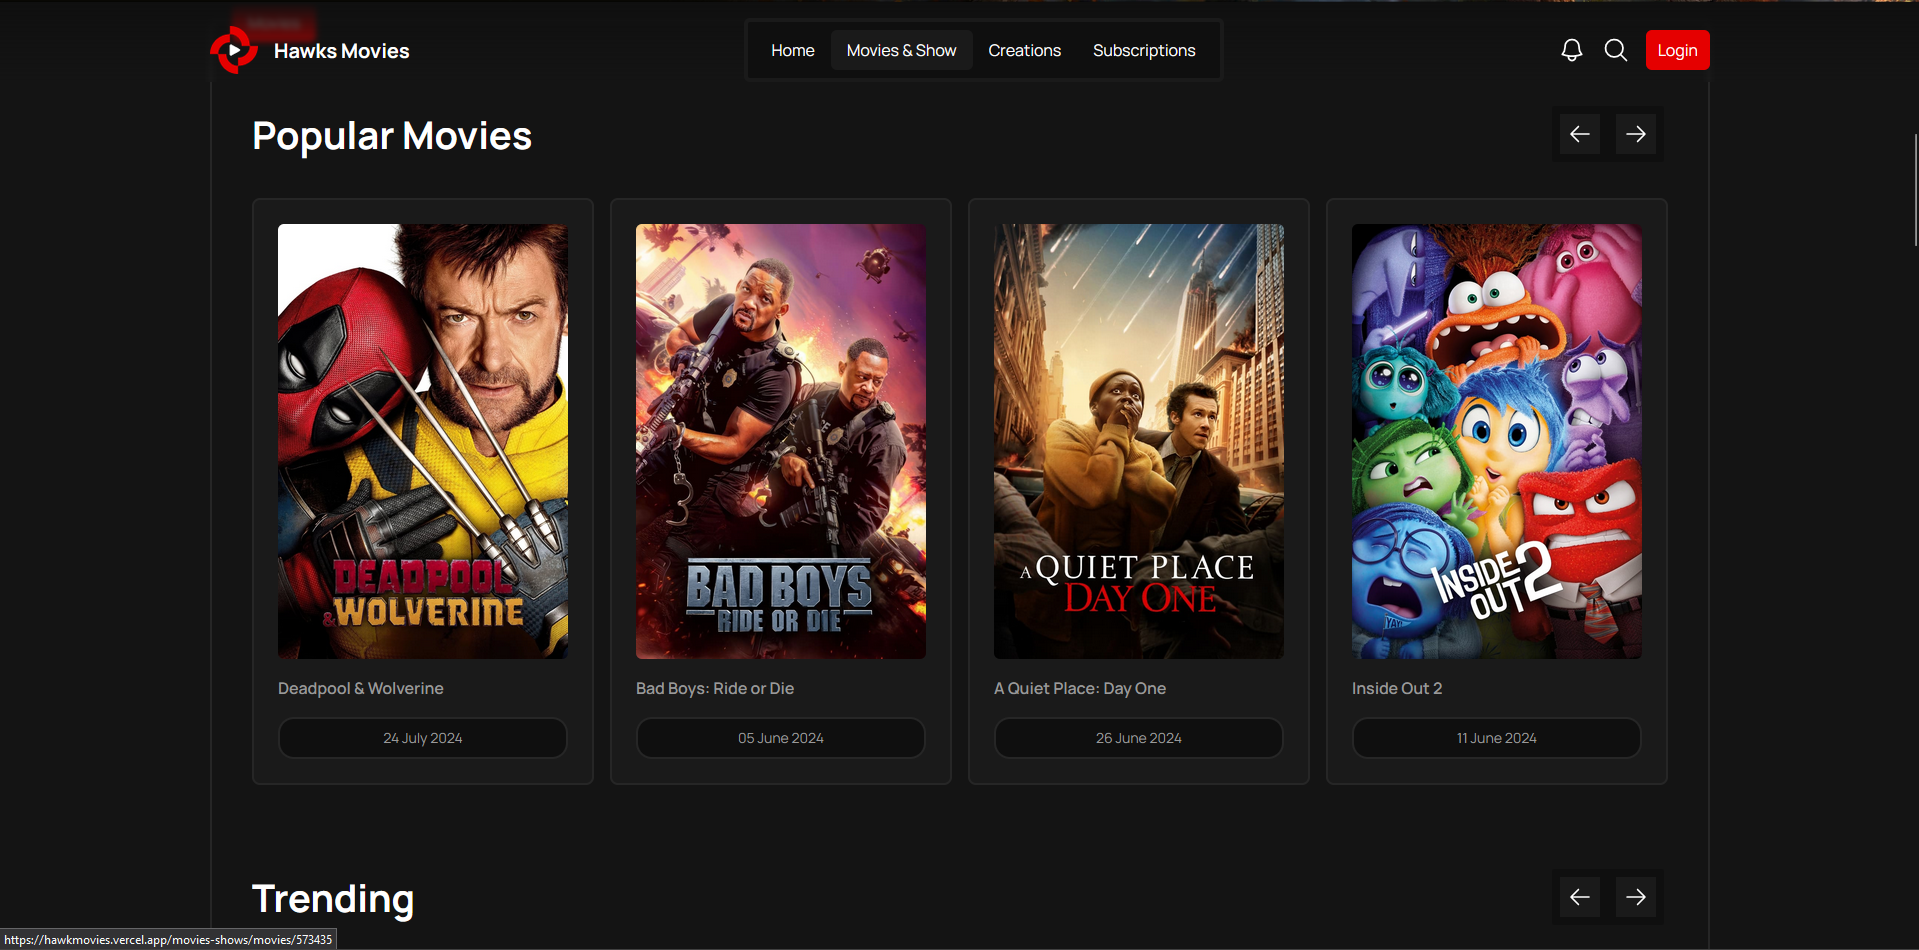 Hawks Movies
Home
Movies & Show
Creations
Subscriptions
Login
Popular Movies
DEADPOOL
&WOLVERINE
BAD BOYS
RIDE OR DIE
A QUIET PLACE
DAY ONE
INSIDE
OUT 2
YAY!
Deadpool & Wolverine
Bad Boys: Ride or Die
A Quiet Place: Day One
Inside Out 2
24 July 2024
05 June 2024
26 June 2024
11 June 2024
Trending
https://hawkmovies.vercel.app/movies-shows/movies/573435